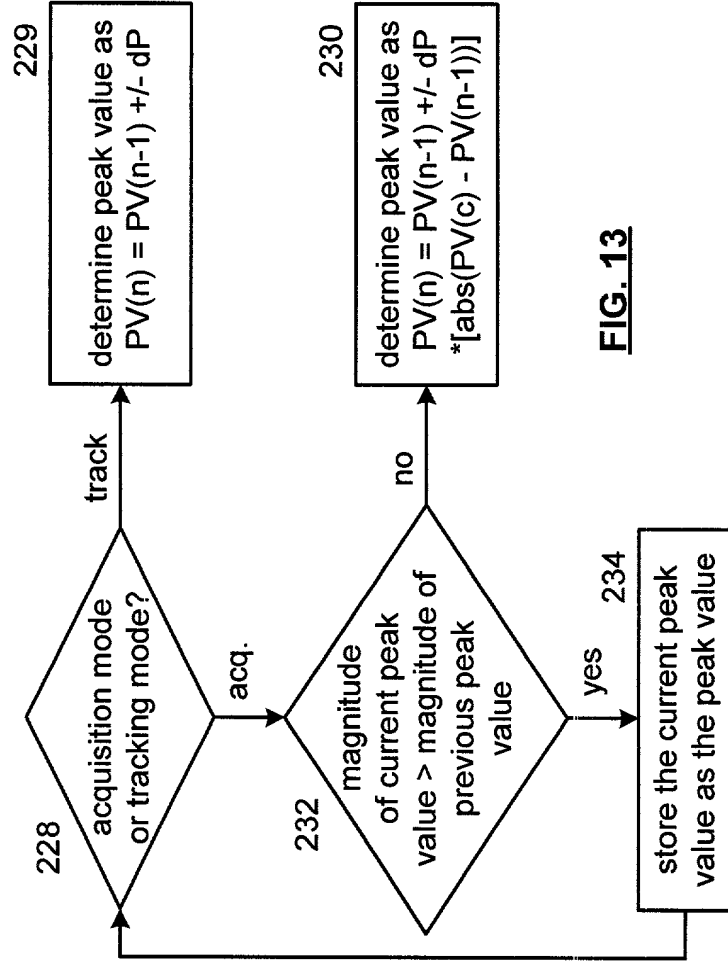 228
acquisition mode
or tracking mode?
track
229
determine peak value as
PV(n) = PV(n-1) +/- dP
acq.
232
magnitude
of current peak
value > magnitude of
previous peak
value
no
230
determine peak value as
PV(n) = PV(n-1) +/- dP
*[abs(PV(c) - PV(n-1))]
yes
234
store the current peak
value as the peak value
FIG. 13